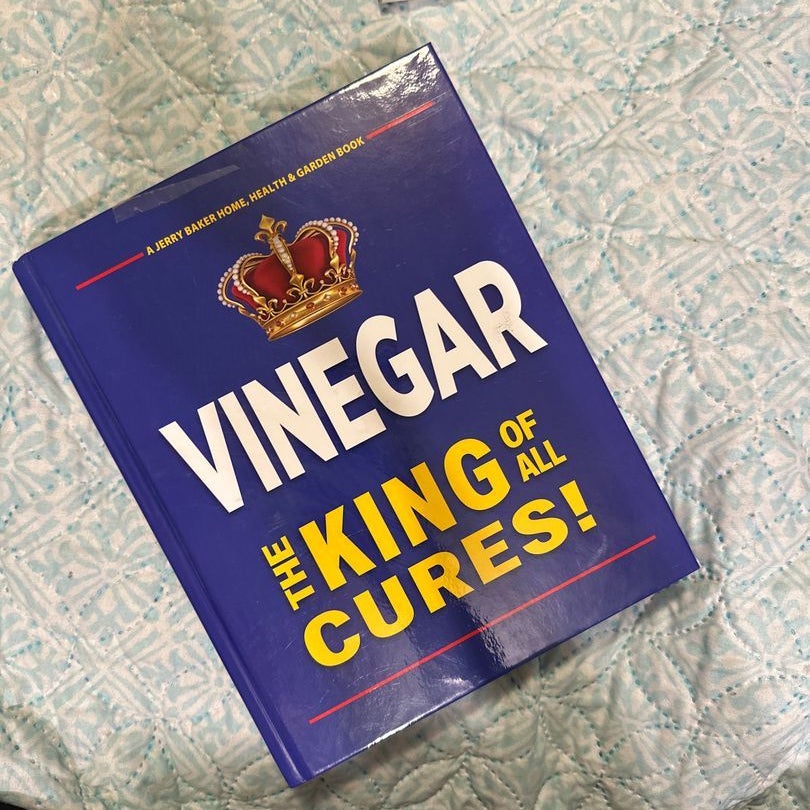 A JERRY BAKER HOME, HEALTH & GARDEN BOOK
VINEGAR
THE KING OF ALL
CURES!